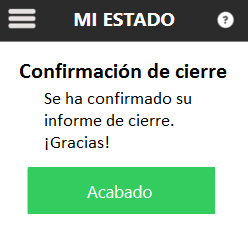 MI ESTADO ?
Confirmación de cierre
Se ha confirmado su
informe de cierre.
¡Gracias!
Acabado